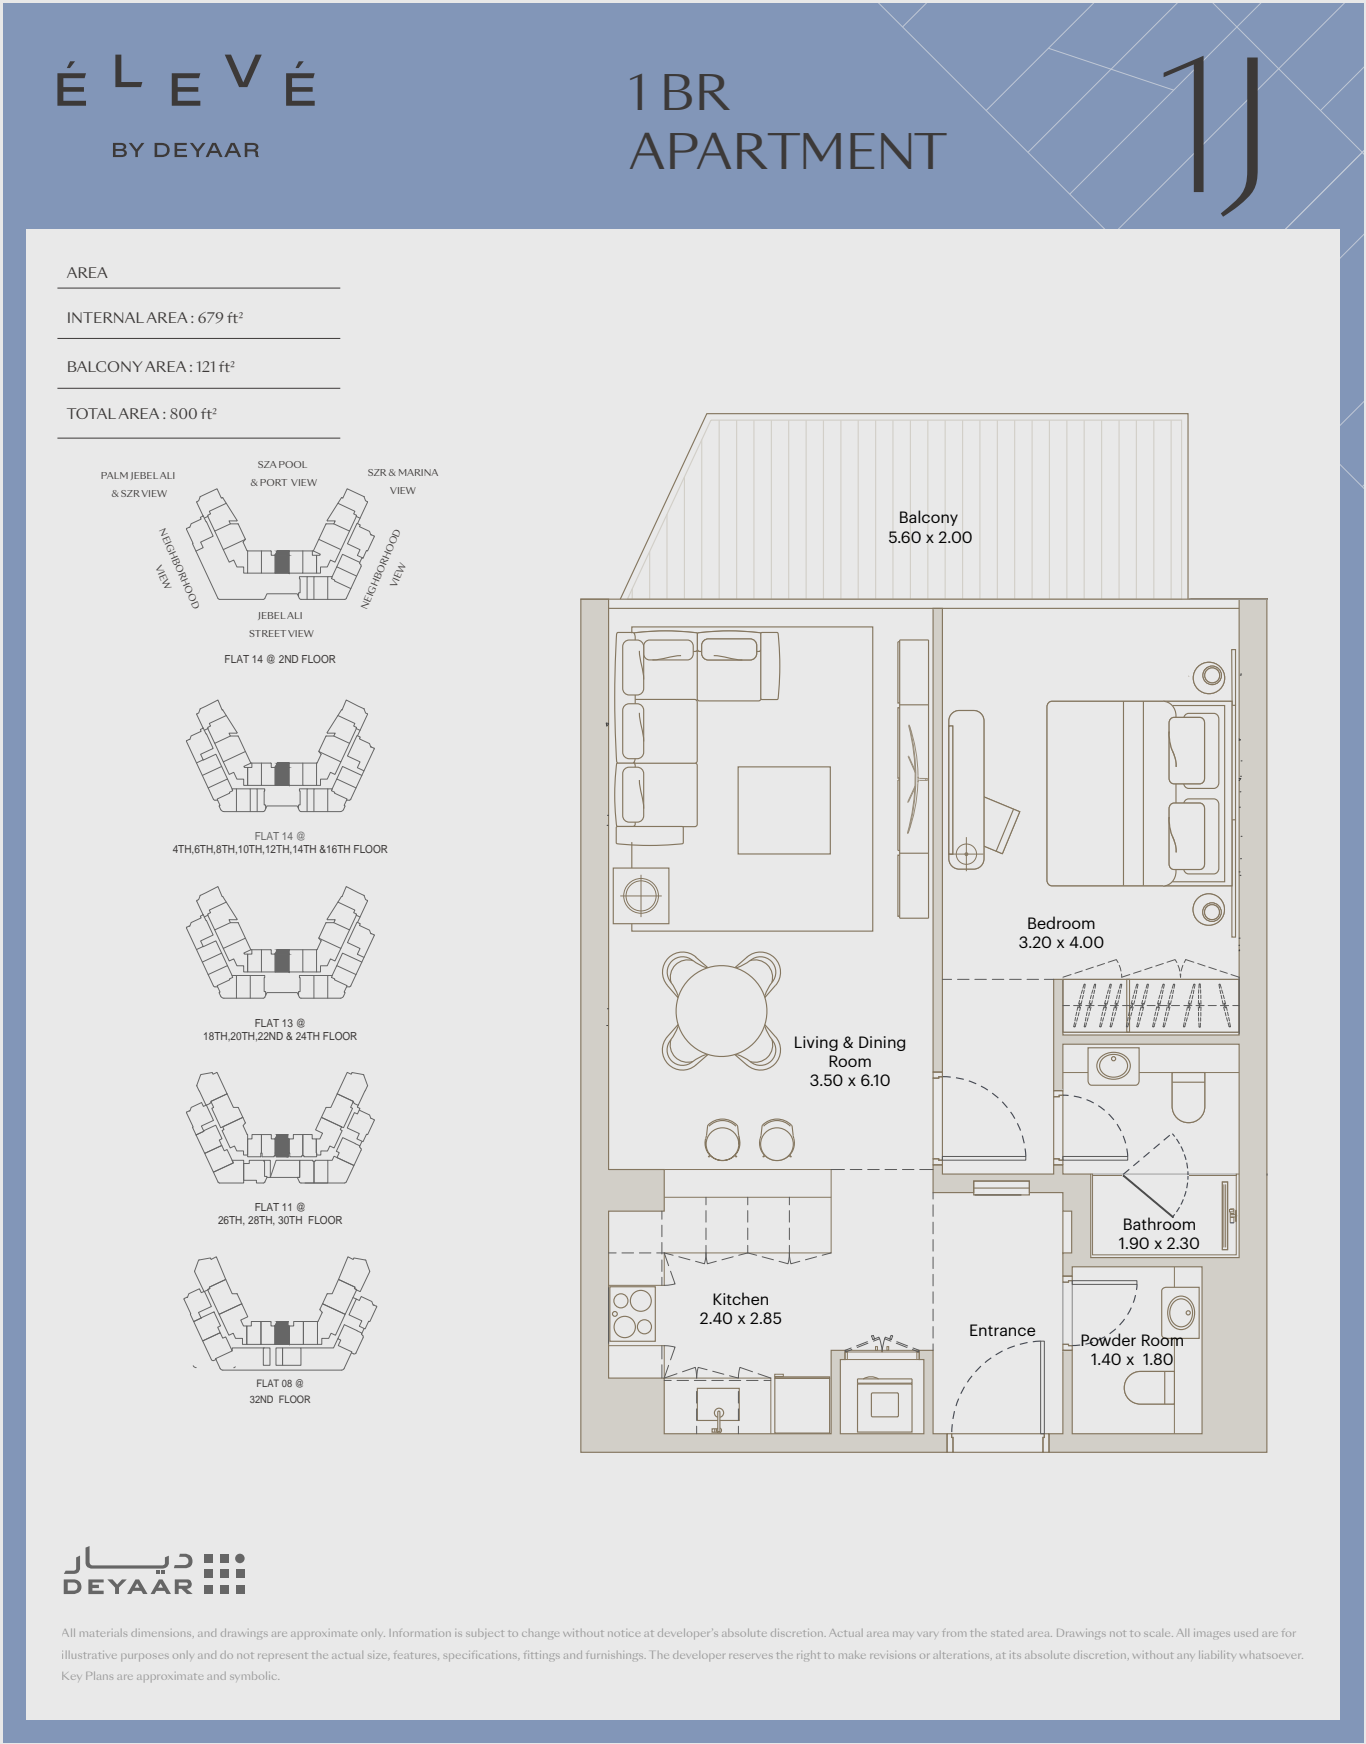 ÉLEVÉ
BY DEYAAR
1 BR
APARTMENT
1J
AREA
INTERNAL AREA : 679 ft²
BALCONY AREA : 121 ft²
TOTAL AREA : 800 ft²
PALM JEBEL ALI
& SZR VIEW
SZA POOL
& PORT VIEW
SZR & MARINA
VIEW
NEIGHBORHOOD
VIEW
NEIGHBORHOOD
VIEW
JEBEL ALI
STREET VIEW
FLAT 14 @ 2ND FLOOR
FLAT 14 @
4TH,6TH,8TH,10TH,12TH,14TH &16TH FLOOR
FLAT 13 @
18TH,20TH,22ND & 24TH FLOOR
FLAT 11 @
26TH, 28TH, 30TH FLOOR
FLAT 08 @
32ND FLOOR
Balcony
5.60 x 2.00
Bedroom
3.20 x 4.00
Living & Dining
Room
3.50 x 6.10
Bathroom
1.90 x 2.30
Kitchen
2.40 x 2.85
Entrance
Powder Room
1.40 x 1.80
ديار
DEYAAR
All materials dimensions, and drawings are approximate only. Information is subject to change without notice at developer's absolute discretion. Actual area may vary from the stated area. Drawings not to scale. All images used are for
illustrative purposes only and do not represent the actual size, features, specifications, fittings and furnishings. The developer reserves the right to make revisions or alterations, at its absolute discretion, without any liability whatsoever.
Key Plans are approximate and symbolic.